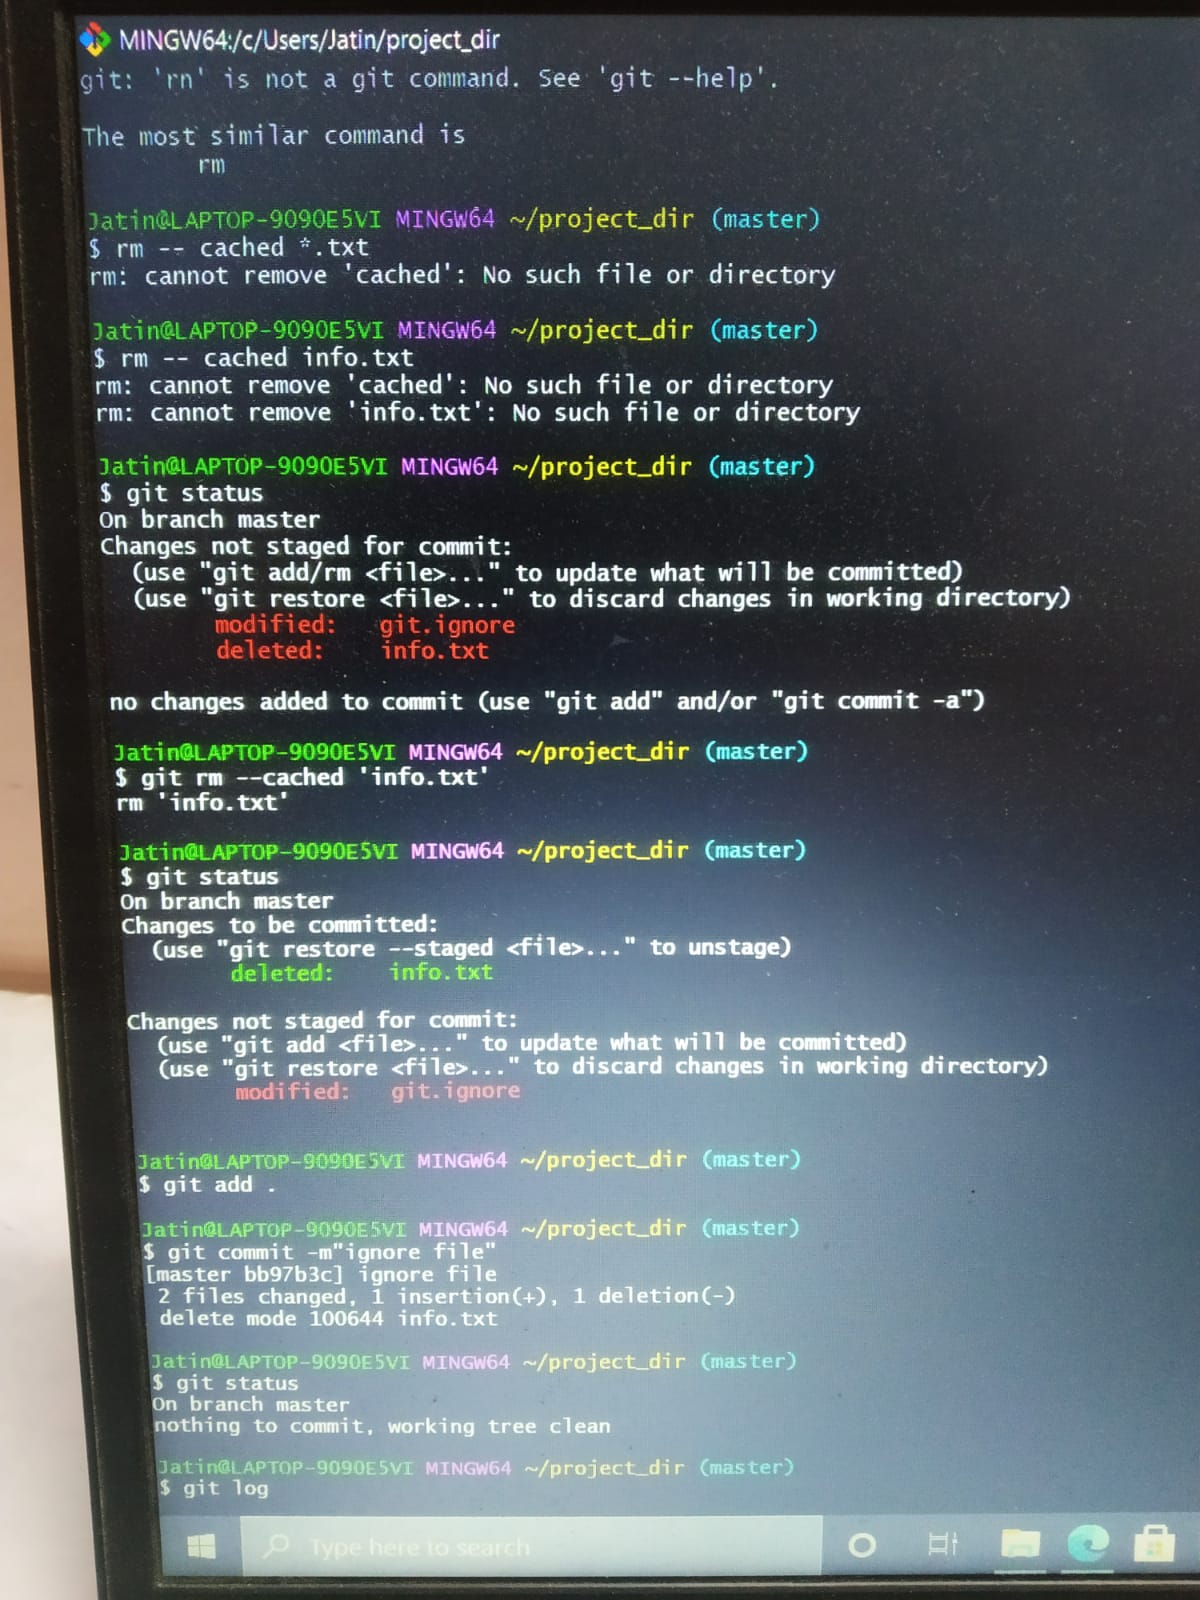 MINGW64:/c/Users/Jatin/project_dir
git: 'rn' is not a git command. See 'git --help'.
The most similar command is
rm
Jatin@LAPTOP-9090E5VI MINGW64 ~/project_dir (master)
$ rm -- cached *.txt
rm: cannot remove 'cached': No such file or directory
Jatin@LAPTOP-9090E5VI MINGW64 ~/project_dir (master)
$ rm -- cached info.txt
rm: cannot remove 'cached': No such file or directory
rm: cannot remove 'info.txt': No such file or directory
Jatin@LAPTOP-9090E5VI MINGW64 ~/project_dir (master)
$ git status
On branch master
Changes not staged for commit:
(use "git add/rm <file>..." to update what will be committed)
(use "git restore <file>..." to discard changes in working directory)
modified: git.ignore
deleted: info.txt
no changes added to commit (use "git add" and/or "git commit -a")
Jatin@LAPTOP-9090E5VI MINGW64 ~/project_dir (master)
$ git rm --cached 'info.txt'
rm 'info.txt'
Jatin@LAPTOP-9090E5VI MINGW64 ~/project_dir (master)
$ git status
On branch master
Changes to be committed:
(use "git restore --staged <file>..." to unstage)
deleted: info.txt
Changes not staged for commit:
(use "git add <file>..." to update what will be committed)
(use "git restore <file>..." to discard changes in working directory)
modified: git.ignore
Jatin@LAPTOP-9090E5VI MINGW64 ~/project_dir (master)
$ git add .
Jatin@LAPTOP-9090E5VI MINGW64 ~/project_dir (master)
$ git commit -m"ignore file"
[master bb97b3c] ignore file
2 files changed, 1 insertion(+), 1 deletion(-)
delete mode 100644 info.txt
Jatin@LAPTOP-9090E5VI MINGW64 ~/project_dir (master)
$ git status
On branch master
nothing to commit, working tree clean
Jatin@LAPTOP-9090E5VI MINGW64 ~/project_dir (master)
$ git log
Type here to search